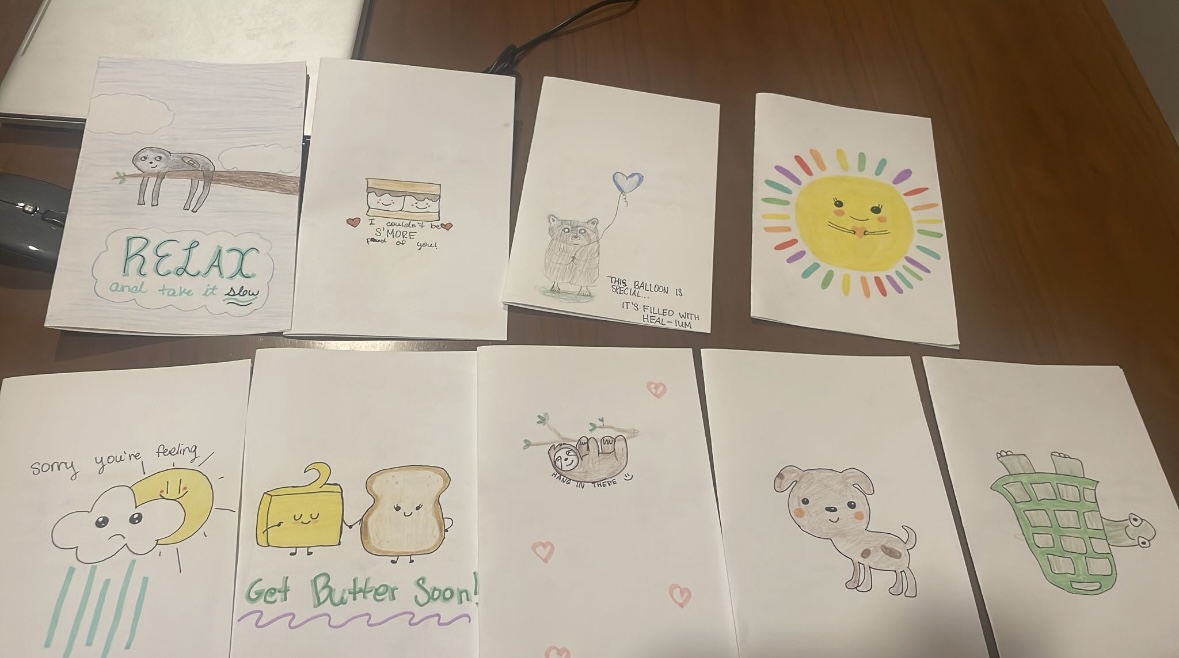 RELAX
and take it slow
I couldn't be
S'MORE
proud of you!
THIS BALLOON IS
SPECIAL...
IT'S FILLED WITH
HEAL-IUM
sorry you're feeling
Get Butter Soon!
HANG IN THERE